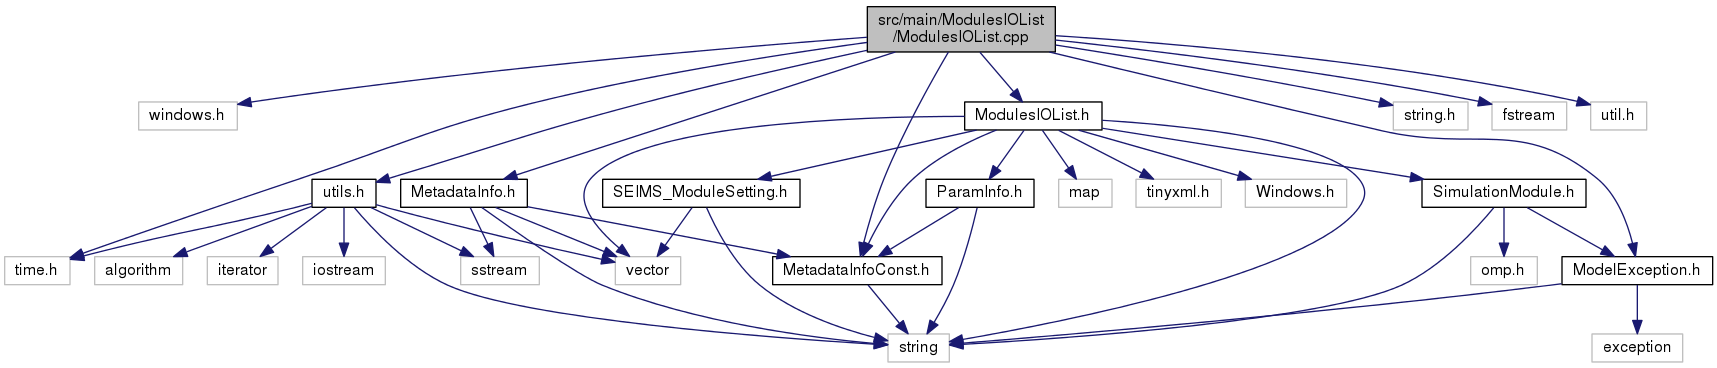 src/main/ModulesIOList
/ModulesIOList.cpp
windows.h
ModulesIOList.h
string.h
fstream
util.h
utils.h
MetadataInfo.h
SEIMS_ModuleSetting.h
ParamInfo.h
map
tinyxml.h
Windows.h
SimulationModule.h
time.h
algorithm
iterator
iostream
sstream
vector
MetadataInfoConst.h
omp.h
ModelException.h
string
exception